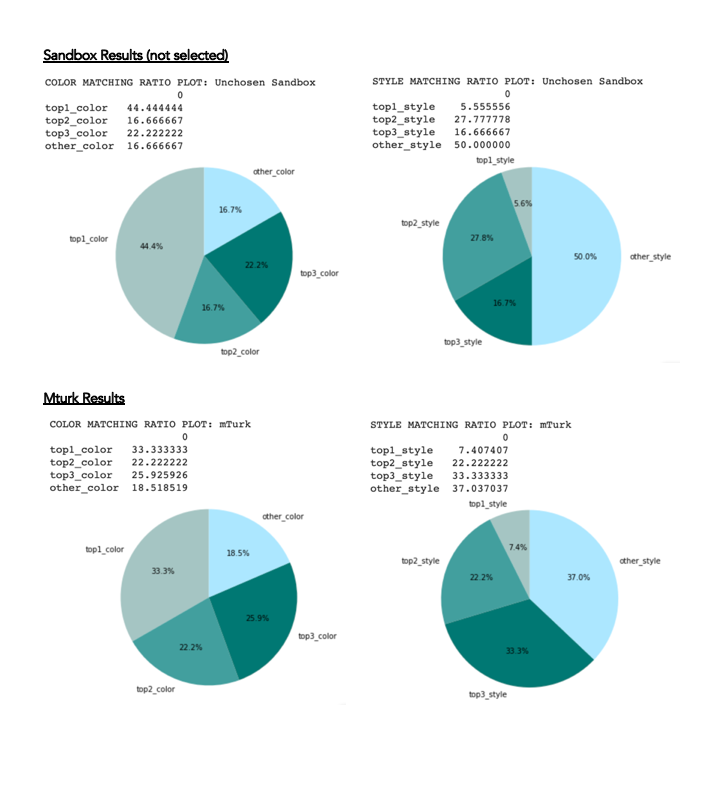 Sandbox Results (not selected)
COLOR MATCHING RATIO PLOT: Unchosen Sandbox
0
top1_color 44.444444
top2_color 16.666667
top3_color 22.222222
other_color 16.666667
other_color
16.7%
top1_color
44.4%
22.2%
top3_color
16.7%
top2_color
STYLE MATCHING RATIO PLOT: Unchosen Sandbox
0
top1_style 5.555556
top2_style 27.777778
top3_style 16.666667
other_style 50.000000
top1_style
5.6%
top2_style
27.8%
50.0%
other_style
16.7%
top3_style
Mturk Results
COLOR MATCHING RATIO PLOT: mTurk
0
top1_color 33.333333
top2_color 22.222222
top3_color 25.925926
other_color 18.518519
other_color
top1_color
18.5%
33.3%
25.9%
top3_color
22.2%
top2_color
STYLE MATCHING RATIO PLOT: mTurk
0
top1_style 7.407407
top2_style 22.222222
top3_style 33.333333
other_style 37.037037
top1_style
7.4%
top2_style
other_style
22.2%
37.0%
33.3%
top3_style